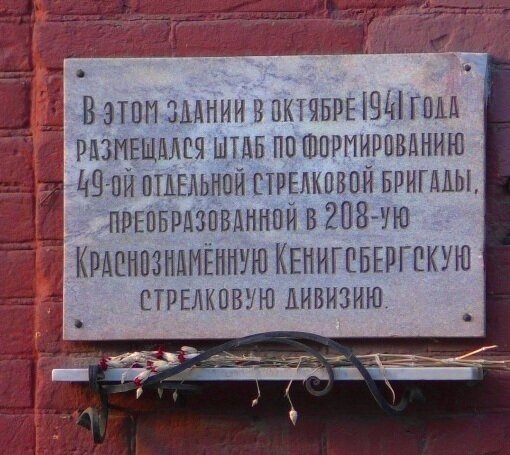 В этом здании в октябре 1941 года
размещался штаб по формированию
49-ой отдельной стрелковой бригады,
преобразованной в 208-ую
Краснознамённую Кенигсбергскую
стрелковую дивизию.